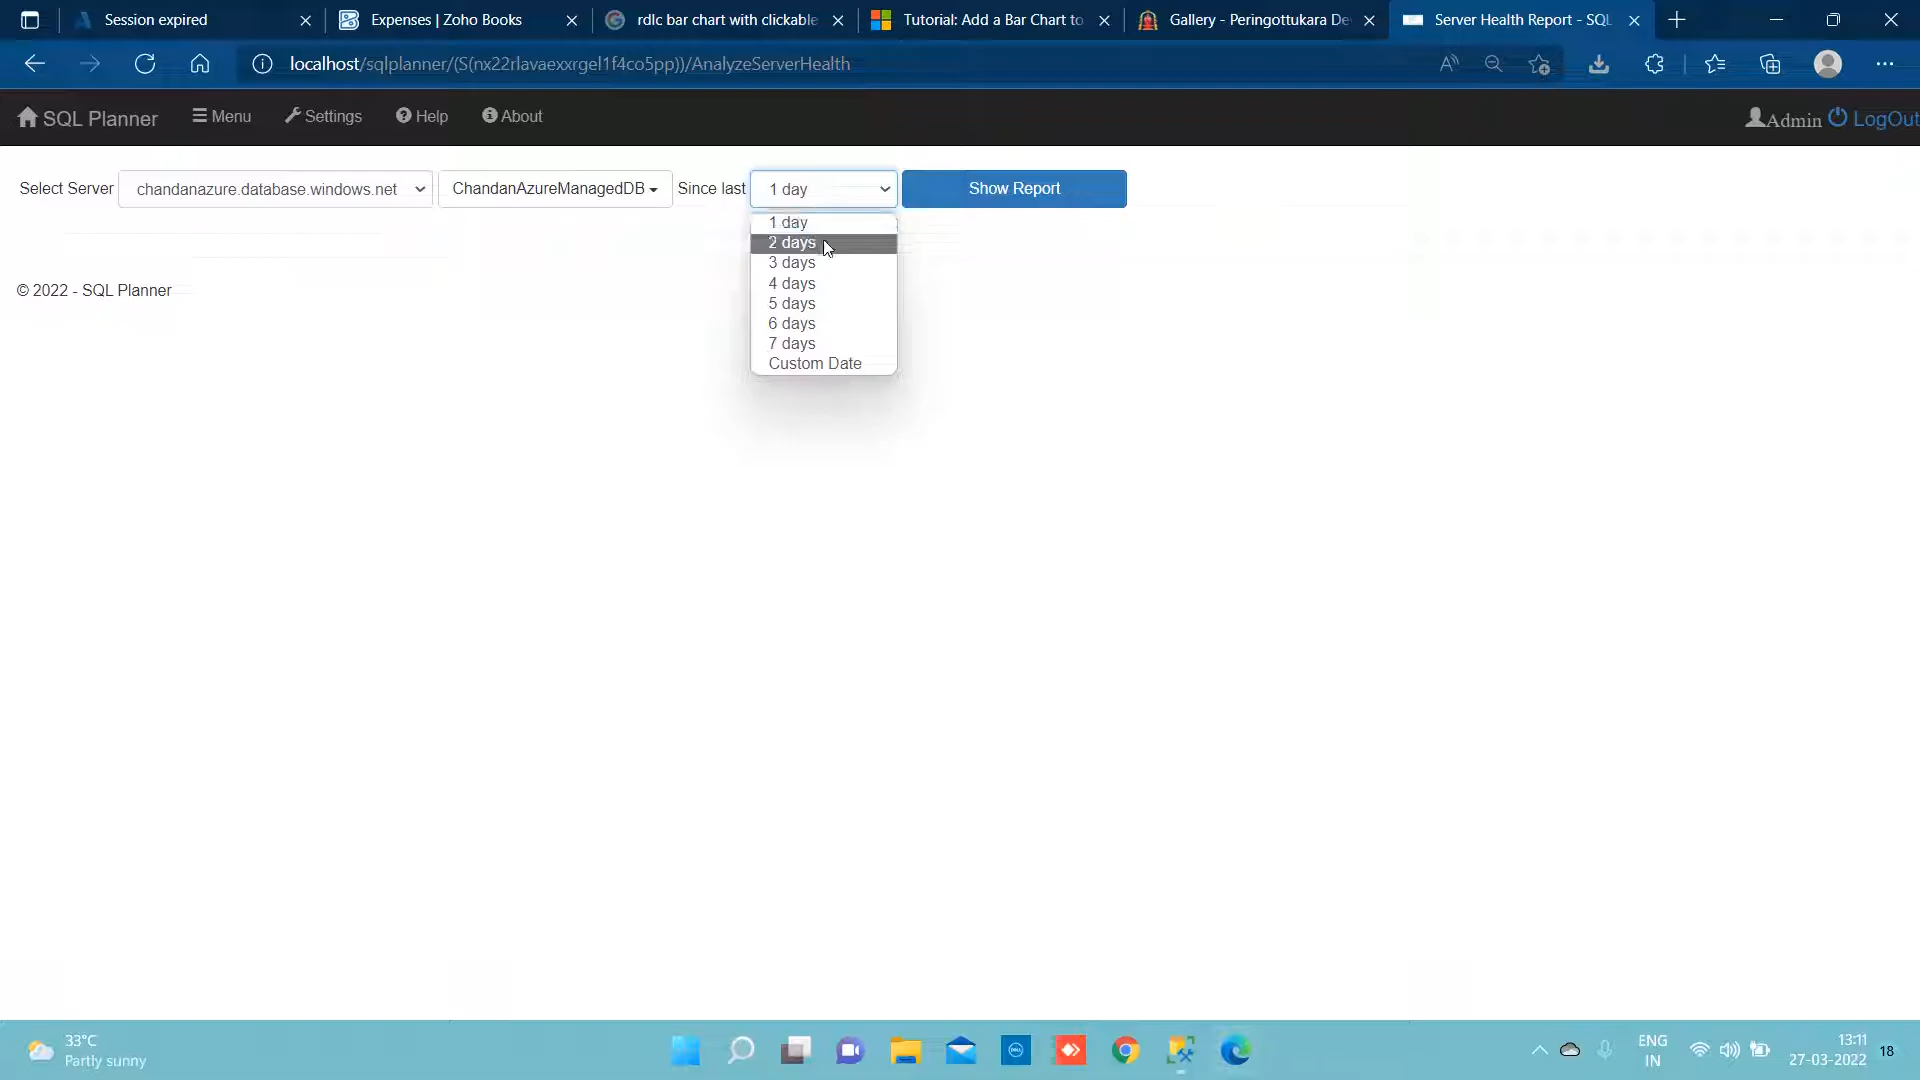 Session expired
Expenses | Zoho Books
rdlc bar chart with clickable
Tutorial: Add a Bar Chart to
Gallery - Peringottukara De
Server Health Report - SQL
localhost/sqlplanner/(S(nx22rlavaexxrgel1f4co5pp))/AnalyzeServerHealth
SQL Planner
Menu
Settings
Help
About
Admin
LogOut
Select Server
chandanazure.database.windows.net
ChandanAzureManagedDB
Since last
1 day
Show Report
1 day
2 days
3 days
4 days
5 days
6 days
7 days
Custom Date
© 2022 - SQL Planner
33°C
Partly sunny
ENG
IN
13:11
27-03-2022
18